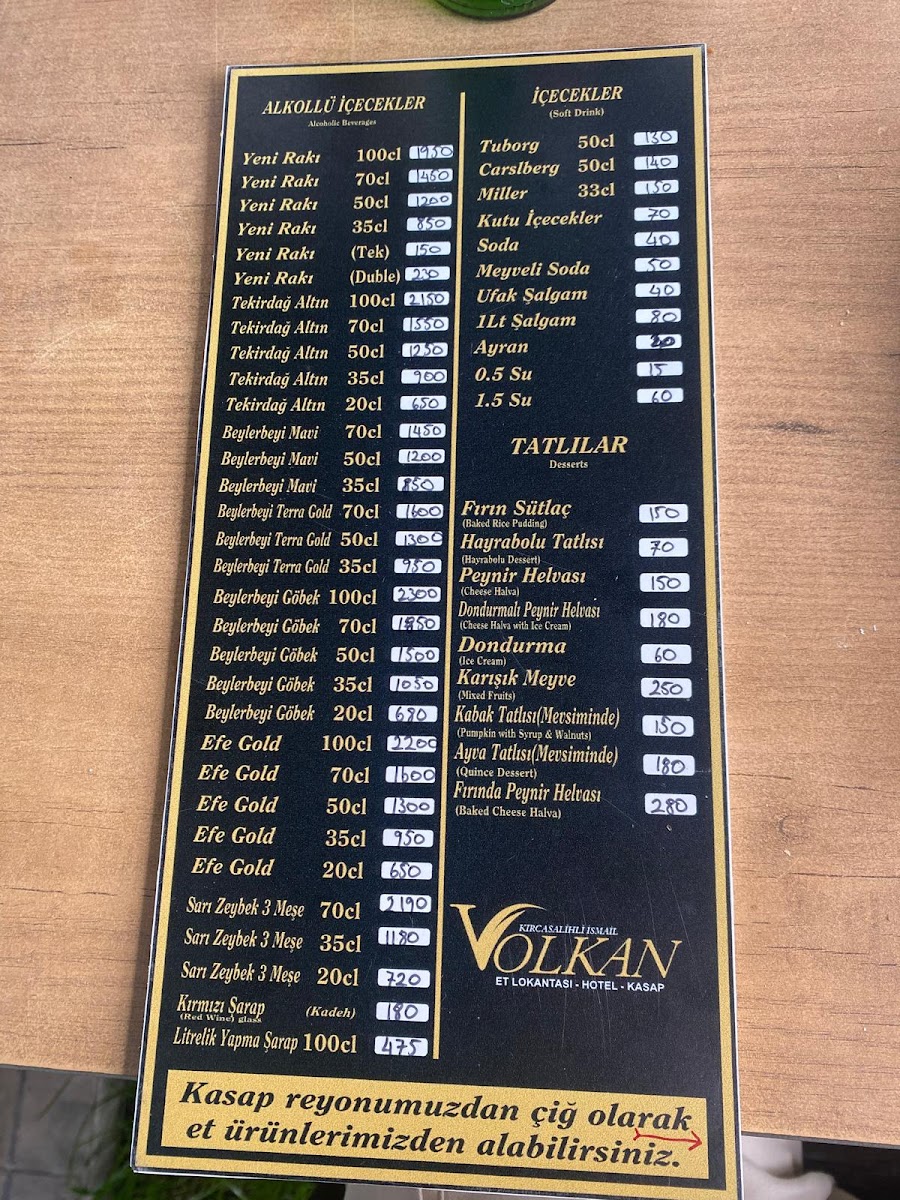 ALKOLLÜ İÇECEKLER
Alcoholic Beverages
Yeni Rakı 100cl 1950
Yeni Rakı 70cl 1450
Yeni Rakı 50cl 1200
Yeni Rakı 35cl 850
Yeni Rakı (Tek) 150
Yeni Rakı (Duble) 230
Tekirdağ Altın 100cl 2150
Tekirdağ Altın 70cl 1550
Tekirdağ Altın 50cl 1250
Tekirdağ Altın 35cl 900
Tekirdağ Altın 20cl 650
Beylerbeyi Mavi 70cl 1450
Beylerbeyi Mavi 50cl 1200
Beylerbeyi Mavi 35cl 850
Beylerbeyi Terra Gold 70cl 1600
Beylerbeyi Terra Gold 50cl 1300
Beylerbeyi Terra Gold 35cl 950
Beylerbeyi Göbek 100cl 2300
Beylerbeyi Göbek 70cl
Beylerbeyi Göbek 50cl 1500
Beylerbeyi Göbek 35cl 1050
Beylerbeyi Göbek 20cl 690
Efe Gold 100cl 2200
Efe Gold 70cl 1600
Efe Gold 50cl 1300
Efe Gold 35cl 950
Efe Gold 20cl 650
Sarı Zeybek 3 Meşe 70cl 2190
Sarı Zeybek 3 Meşe 35cl 1180
Sarı Zeybek 3 Meşe 20cl 720
Kırmızı Şarap (Kadeh) 180
(Red Wine) glass
Litrelik Yapma Şarap 100cl 475
İÇECEKLER
(Soft Drink)
Tuborg 50cl 130
Carslberg 50cl 140
Miller 33cl 150
Kutu İçecekler 70
Soda 40
Meyveli Soda 50
Ufak Şalgam 40
1Lt Şalgam 80
Ayran
0.5 Su 15
1.5 Su 60
TATLILAR
Desserts
Fırın Sütlaç 150
(Baked Rice Pudding)
Hayrabolu Tatlısı 70
(Hayrabolu Dessert)
Peynir Helvası 150
(Cheese Halva)
Dondurmalı Peynir Helvası 180
(Cheese Halva with Ice Cream)
Dondurma 60
(Ice Cream)
Karışık Meyve 250
(Mixed Fruits)
Kabak Tatlısı(Mevsiminde) 150
(Pumpkin with Syrup & Walnuts)
Ayva Tatlısı(Mevsiminde) 180
(Quince Dessert)
Fırında Peynir Helvası 280
(Baked Cheese Halva)
KIRCASALİHLİ İSMAİL
VOLKAN
ET LOKANTASI - HOTEL - KASAP
Kasap reyonumuzdan çiğ olarak
et ürünlerimizden alabilirsiniz.